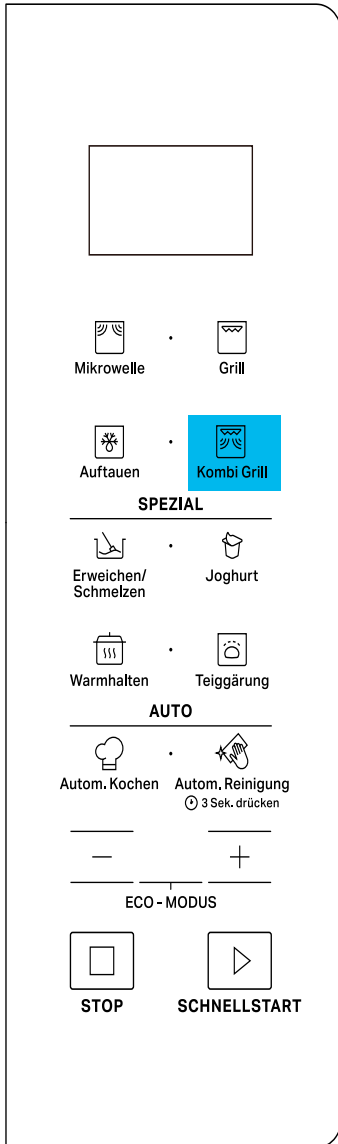 Mikrowelle Grill
Auftauen Kombi Grill
SPEZIAL
Erweichen/ Joghurt
Schmelzen
Warmhalten Teiggärung
AUTO
Autom. Kochen Autom. Reinigung
3 Sek. drücken
− +
ECO - MODUS
STOP SCHNELLSTART